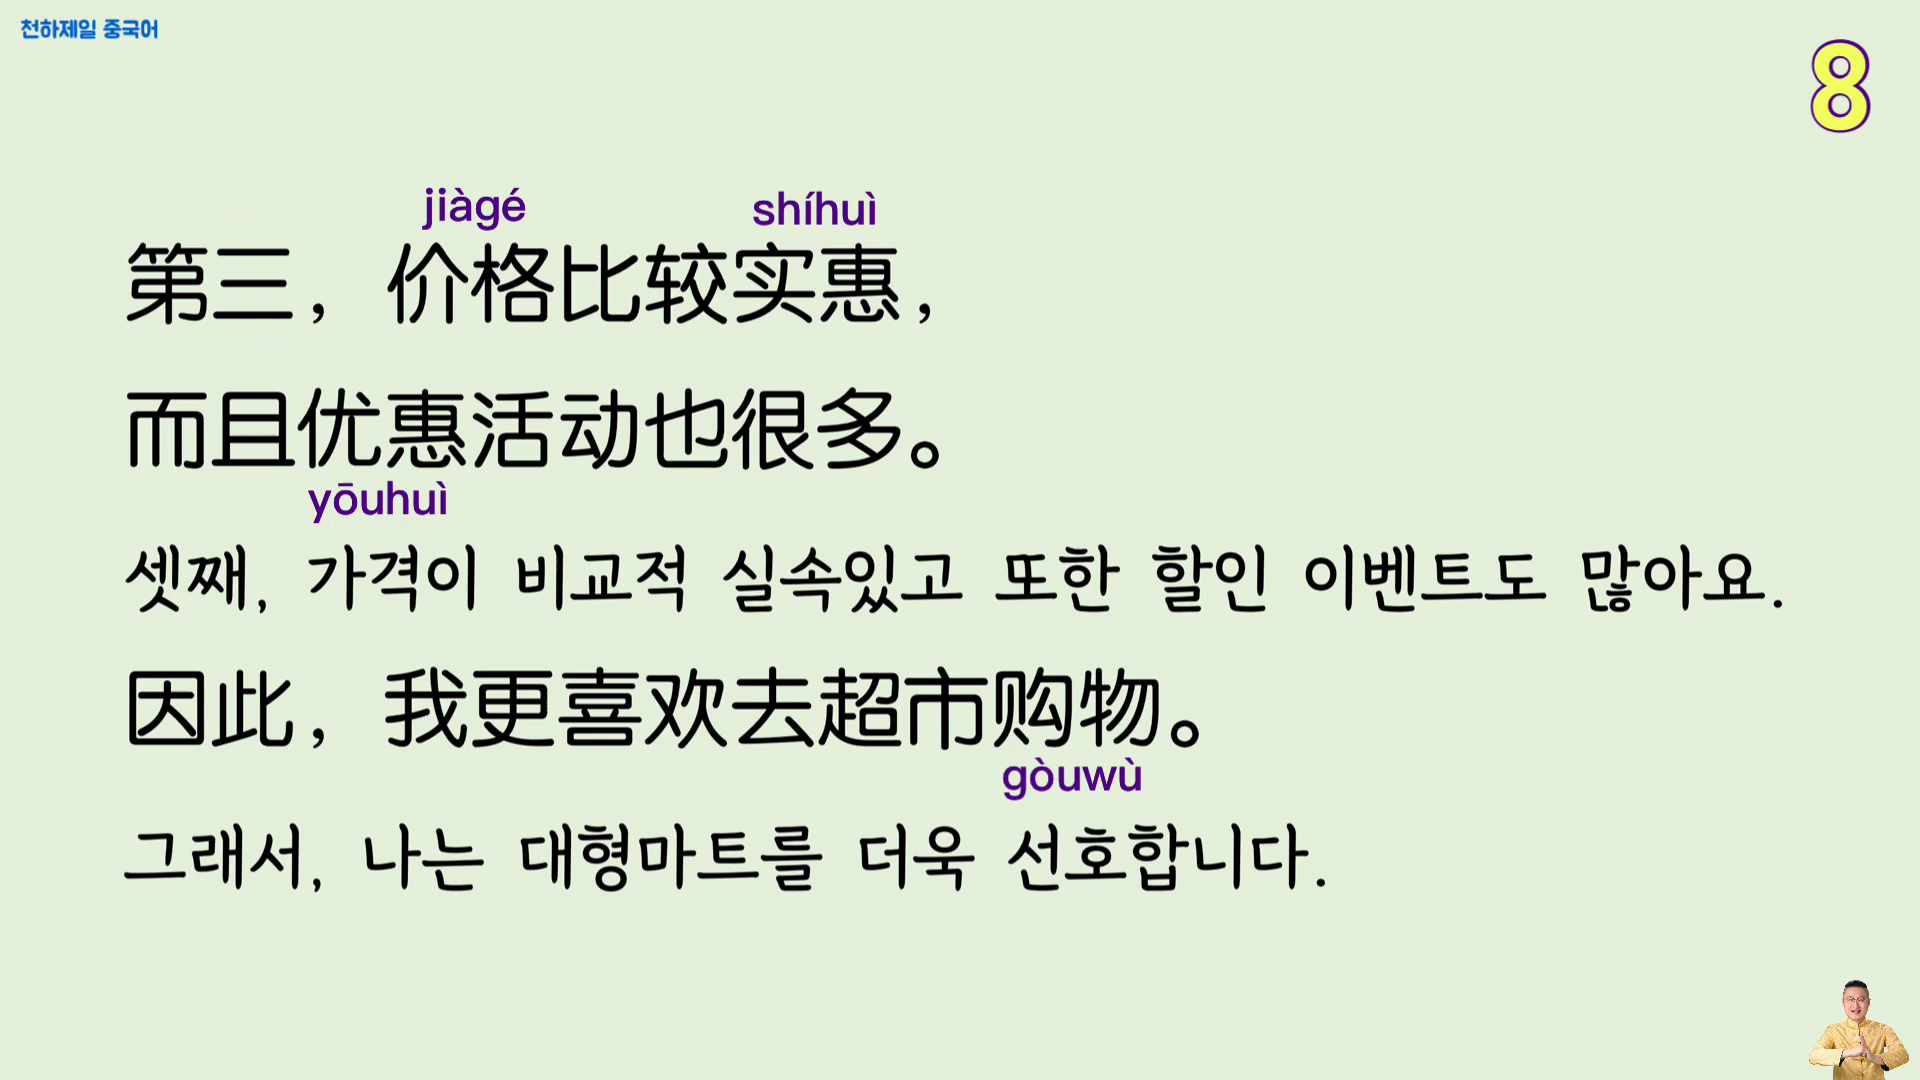 천하제일 중국어
8
jiàgé shíhuì
第三，价格比较实惠，
而且优惠活动也很多。
yōuhuì
셋째, 가격이 비교적 실속있고 또한 할인 이벤트도 많아요.
因此，我更喜欢去超市购物。
gòuwù
그래서, 나는 대형마트를 더욱 선호합니다.